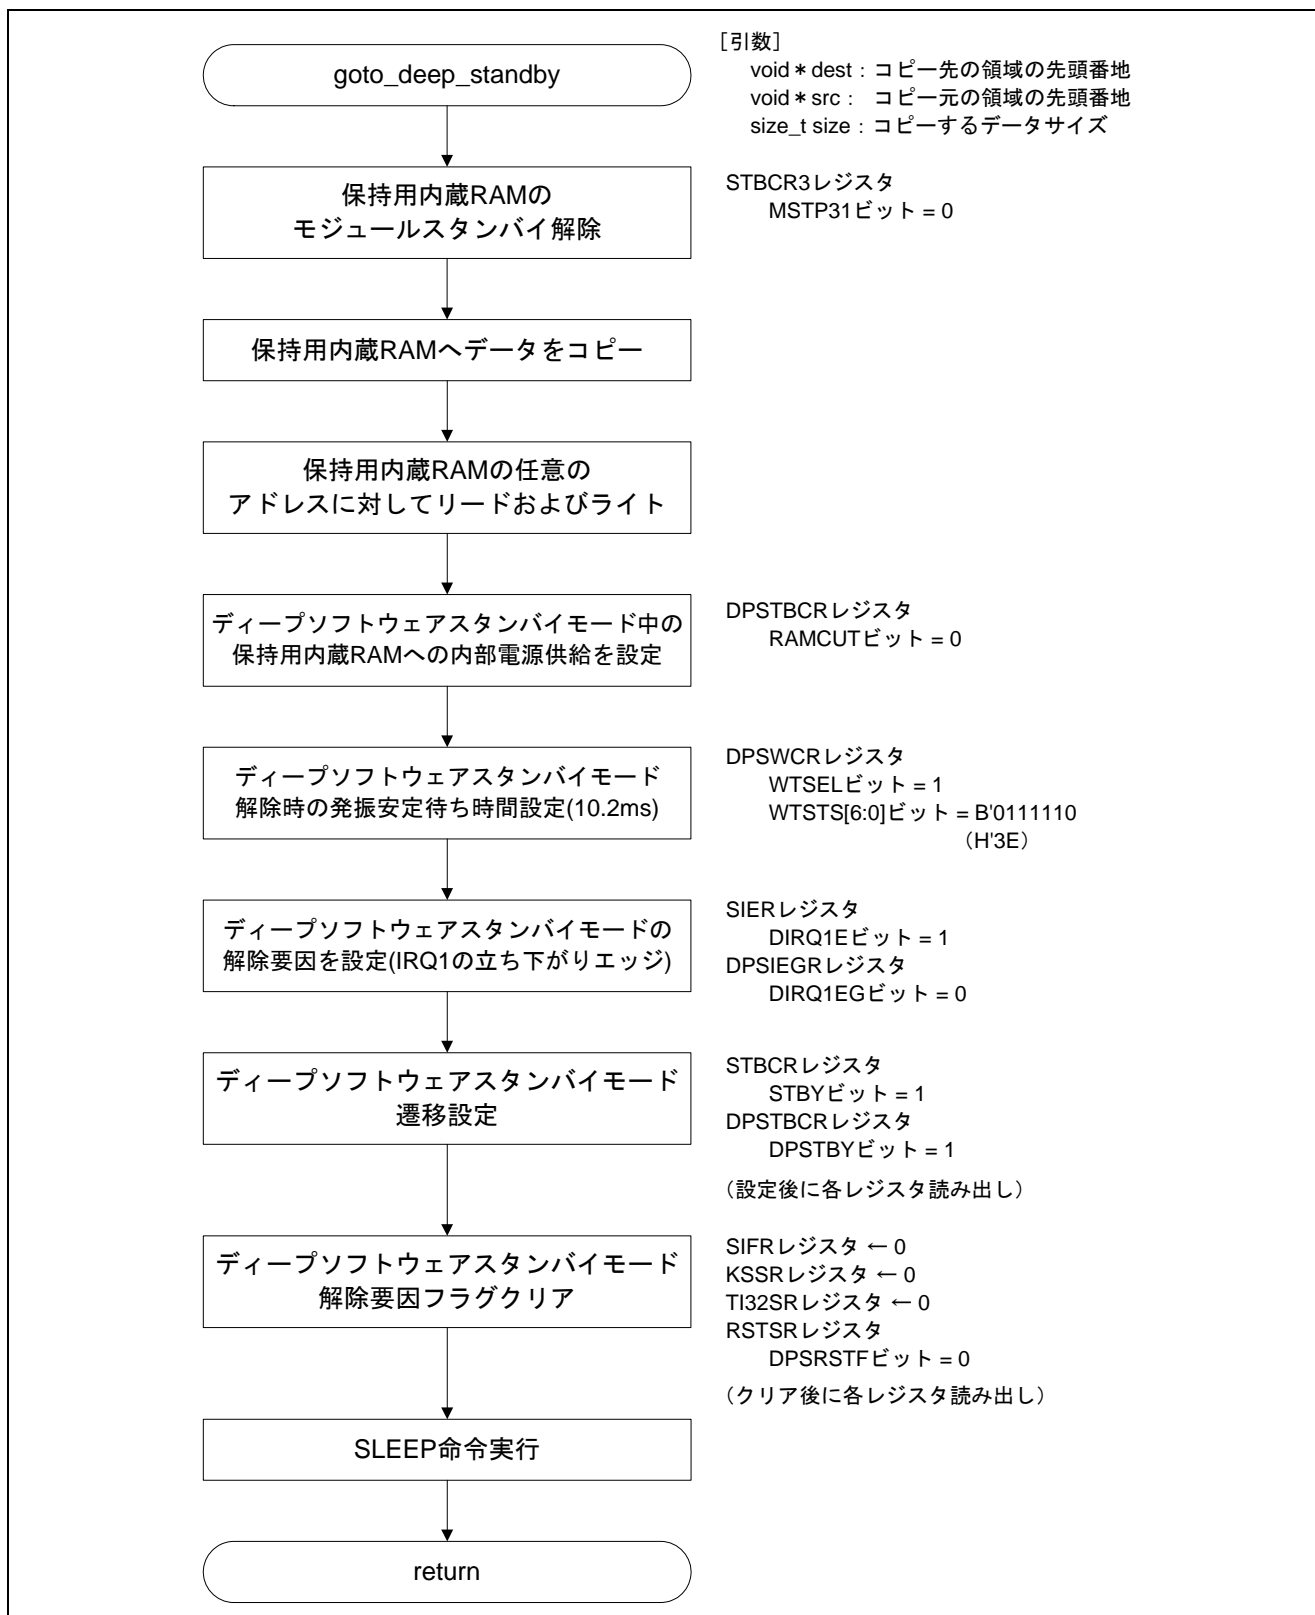 goto_deep_standby
［引数］
void＊dest：コピー先の領域の先頭番地
void＊src： コピー元の領域の先頭番地
size_t size：コピーするデータサイズ
保持用内蔵RAMの
モジュールスタンバイ解除
STBCR3レジスタ
MSTP31ビット = 0
保持用内蔵RAMへデータをコピー
保持用内蔵RAMの任意の
アドレスに対してリードおよびライト
ディープソフトウェアスタンバイモード中の
保持用内蔵RAMへの内部電源供給を設定
DPSTBCRレジスタ
RAMCUTビット = 0
ディープソフトウェアスタンバイモード
解除時の発振安定待ち時間設定(10.2ms)
DPSWCRレジスタ
WTSELビット = 1
WTSTS[6:0]ビット = B'0111110
（H'3E）
ディープソフトウェアスタンバイモードの
解除要因を設定(IRQ1の立ち下がりエッジ)
SIERレジスタ
DIRQ1Eビット = 1
DPSIEGRレジスタ
DIRQ1EGビット = 0
ディープソフトウェアスタンバイモード
遷移設定
STBCRレジスタ
STBYビット = 1
DPSTBCRレジスタ
DPSTBYビット = 1
（設定後に各レジスタ読み出し）
ディープソフトウェアスタンバイモード
解除要因フラグクリア
SIFRレジスタ ← 0
KSSRレジスタ ← 0
TI32SRレジスタ ← 0
RSTSRレジスタ
DPSRSTFビット = 0
（クリア後に各レジスタ読み出し）
SLEEP命令実行
return